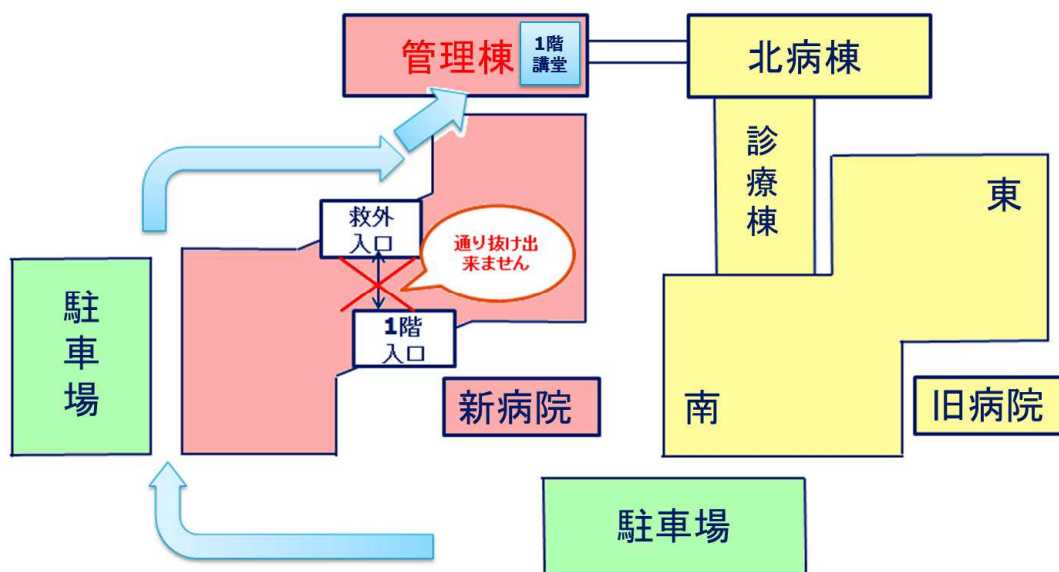 管理棟
1階
講堂
北病棟
診療棟
東
救外
入口
通り抜け出
来ません
駐車場
1階
入口
新病院
南
旧病院
駐車場